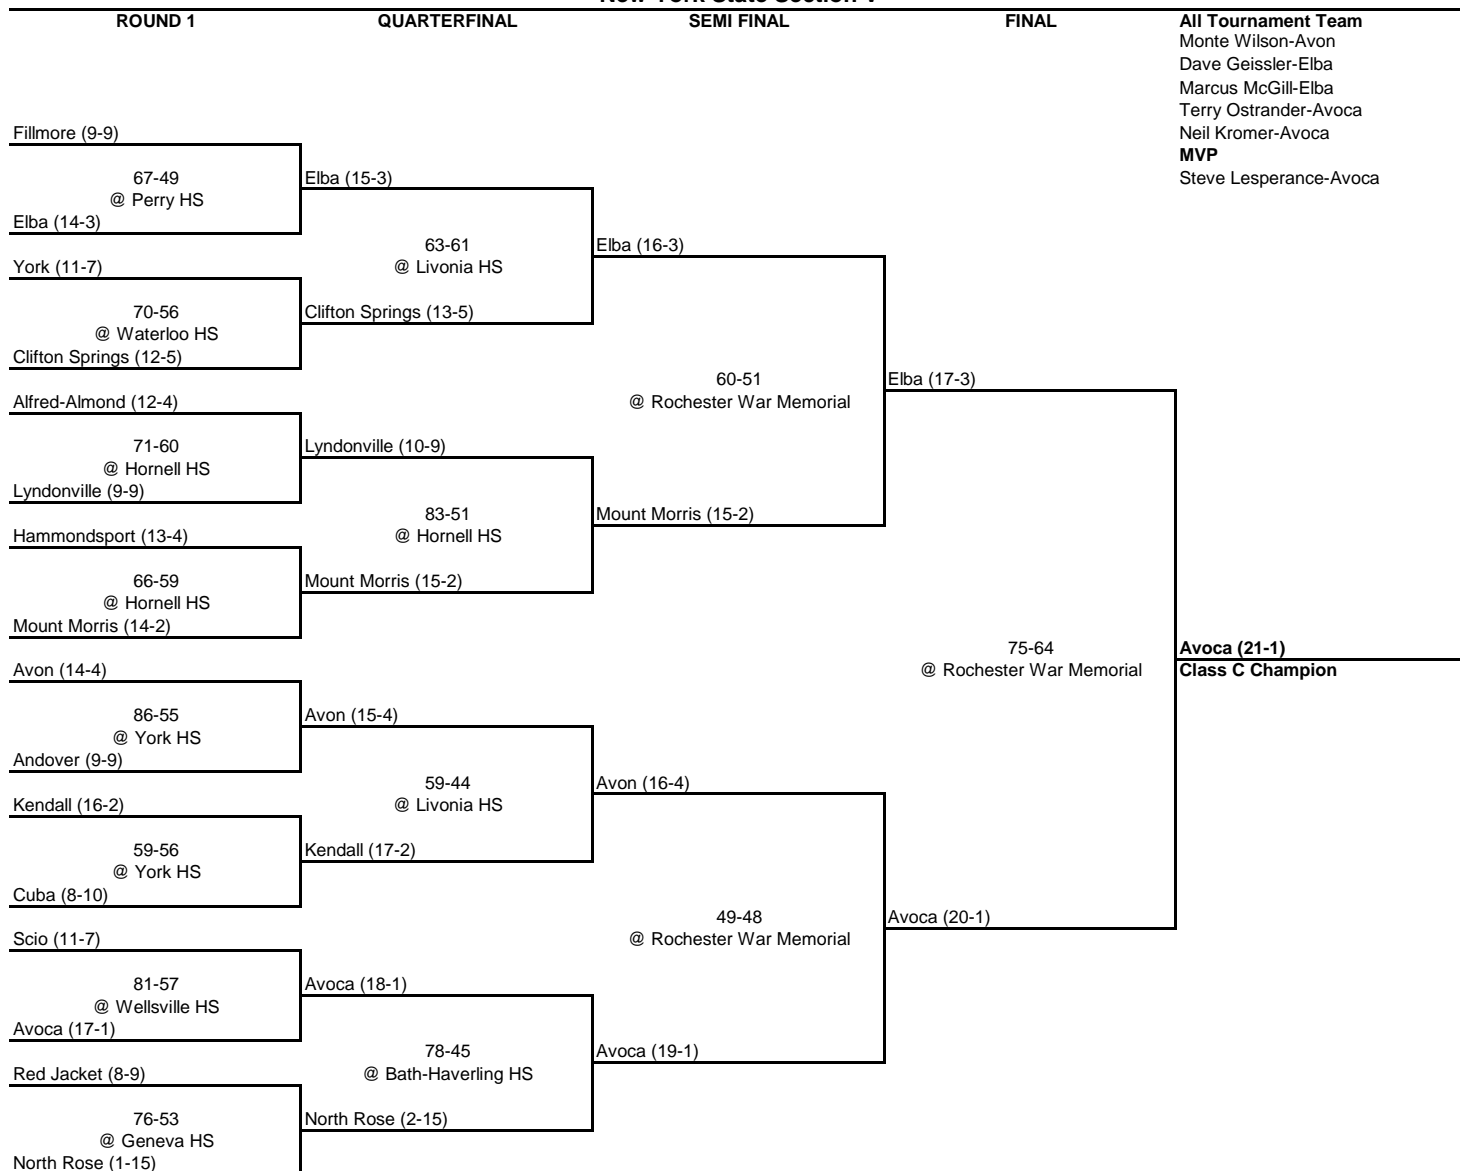 ROUND 1 QUARTERFINAL SEMI FINAL FINAL All Tournament Team
Monte Wilson-Avon
Dave Geissler-Elba
Marcus McGill-Elba
Terry Ostrander-Avoca
Neil Kromer-Avoca
MVP
Steve Lesperance-Avoca
Fillmore (9-9)
67-49
@ Perry HS
Elba (14-3)
York (11-7)
70-56
@ Waterloo HS
Clifton Springs (12-5)
Alfred-Almond (12-4)
71-60
@ Hornell HS
Lyndonville (9-9)
Hammondsport (13-4)
66-59
@ Hornell HS
Mount Morris (14-2)
Avon (14-4)
86-55
@ York HS
Andover (9-9)
Kendall (16-2)
59-56
@ York HS
Cuba (8-10)
Scio (11-7)
81-57
@ Wellsville HS
Avoca (17-1)
Red Jacket (8-9)
76-53
@ Geneva HS
North Rose (1-15)
Elba (15-3)
63-61
@ Livonia HS
Clifton Springs (13-5)
Lyndonville (10-9)
83-51
@ Hornell HS
Mount Morris (15-2)
Avon (15-4)
59-44
@ Livonia HS
Kendall (17-2)
Avoca (18-1)
78-45
@ Bath-Haverling HS
North Rose (2-15)
Elba (16-3)
60-51
@ Rochester War Memorial
Mount Morris (15-2)
Avon (16-4)
49-48
@ Rochester War Memorial
Avoca (19-1)
Elba (17-3)
75-64
@ Rochester War Memorial
Avoca (20-1)
Avoca (21-1)
Class C Champion